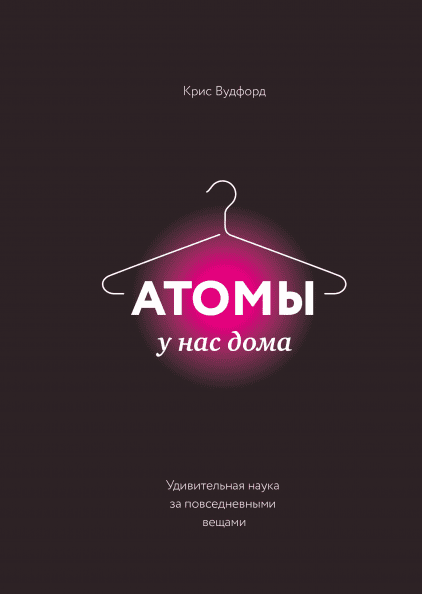 Крис Вудфорд
АТОМЫ
у нас дома
Удивительная наука
за повседневными
вещами